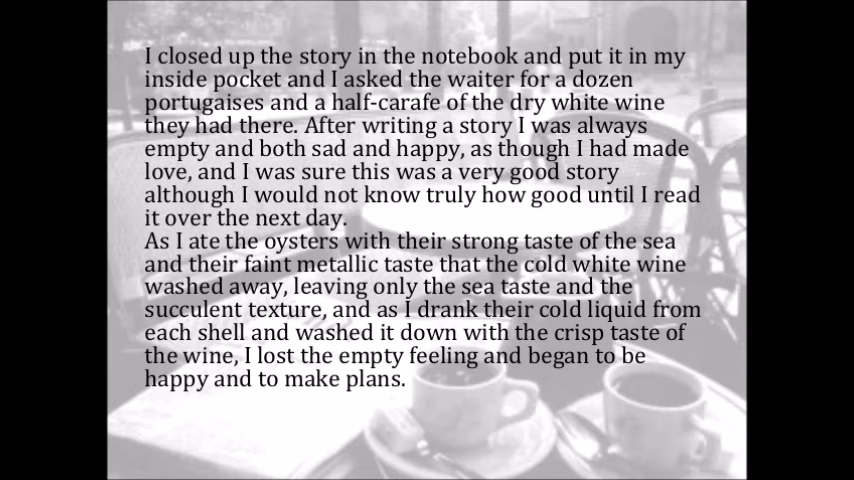 I closed up the story in the notebook and put it in my
inside pocket and I asked the waiter for a dozen
portugaises and a half-carafe of the dry white wine
they had there. After writing a story I was always
empty and both sad and happy, as though I had made
love, and I was sure this was a very good story
although I would not know truly how good until I read
it over the next day.
As I ate the oysters with their strong taste of the sea
and their faint metallic taste that the cold white wine
washed away, leaving only the sea taste and the
succulent texture, and as I drank their cold liquid from
each shell and washed it down with the crisp taste of
the wine, I lost the empty feeling and began to be
happy and to make plans.